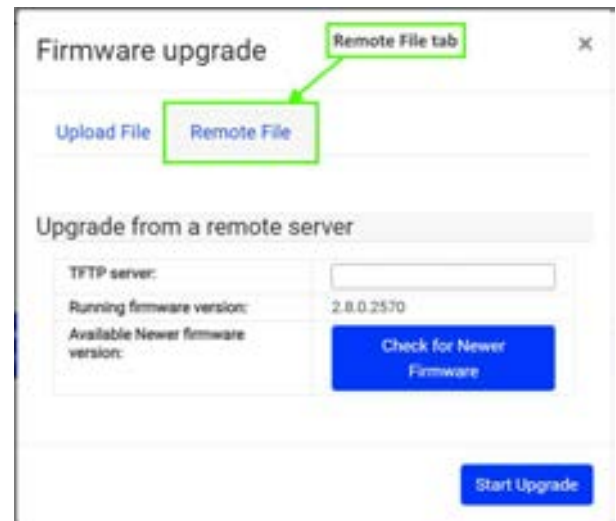 Firmware upgrade
Remote File tab
×
Upload File
Remote File
Upgrade from a remote server
TFTP server:
Running firmware version:
2.8.0.2570
Available Newer firmware
version:
Check for Newer
Firmware
Start Upgrade